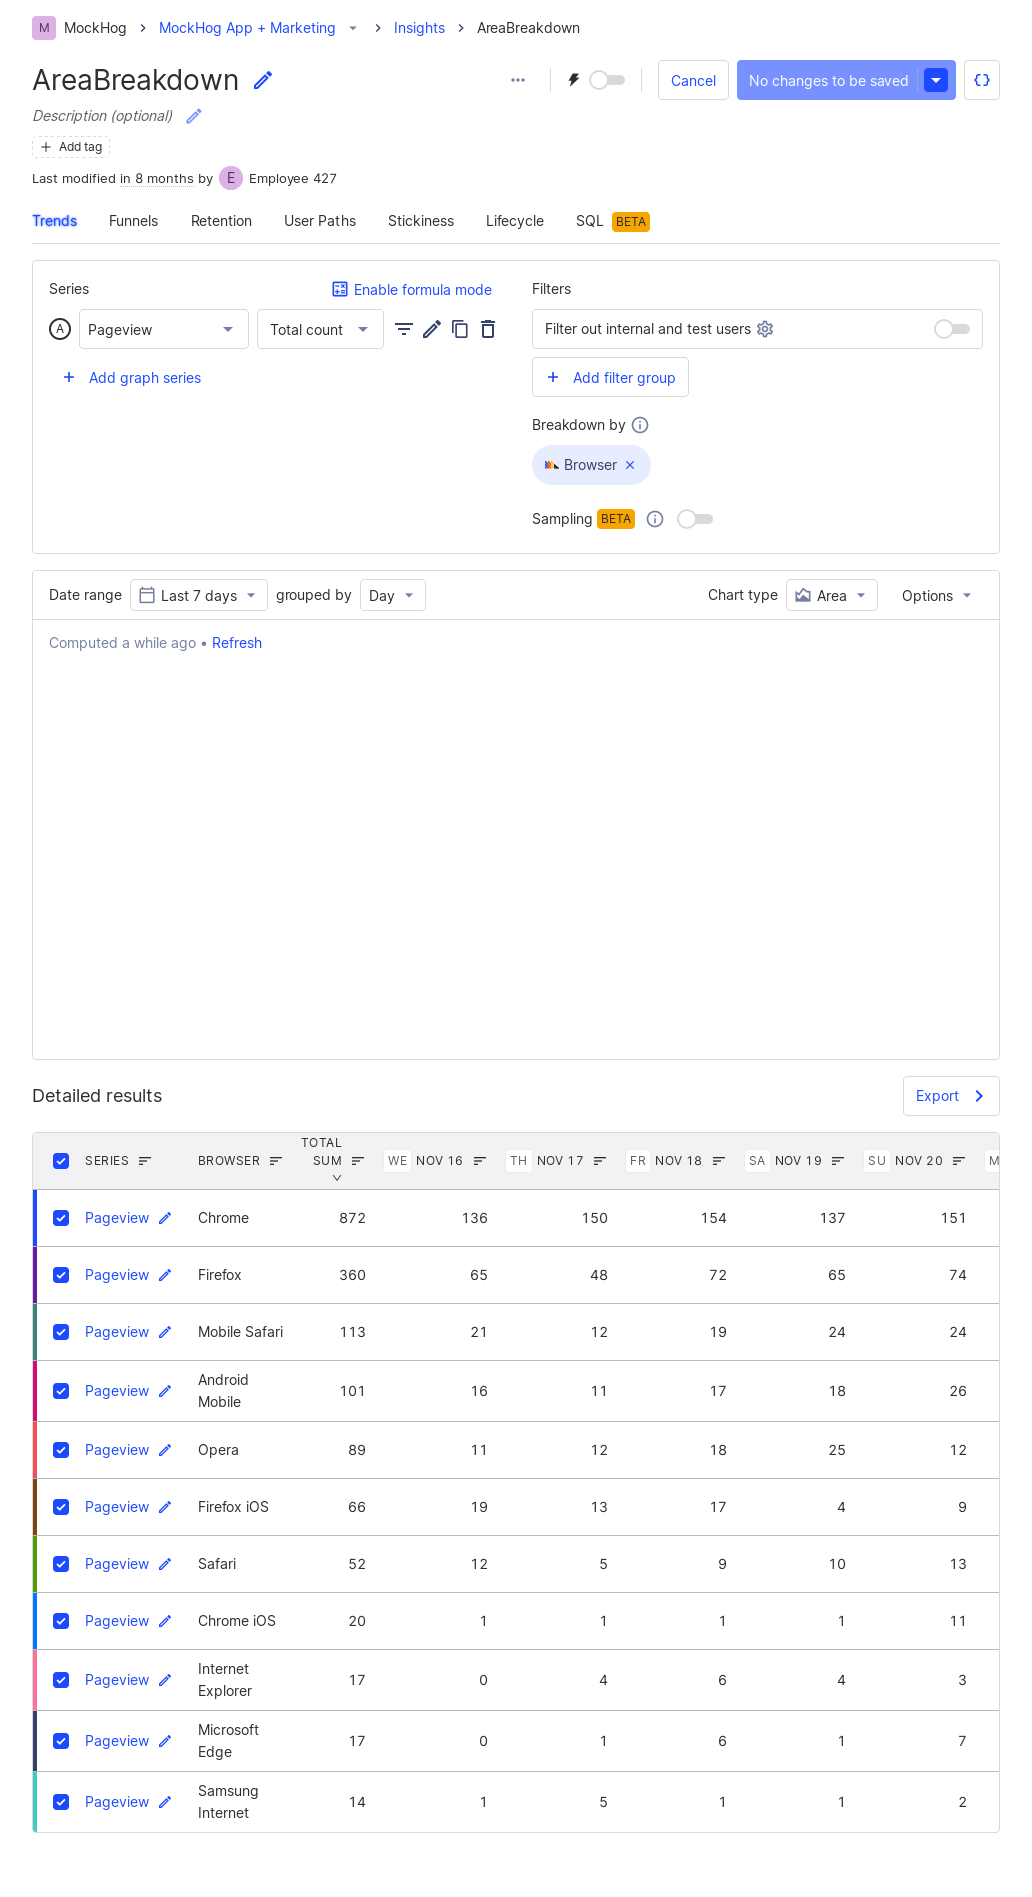 M MockHog MockHog App + Marketing Insights AreaBreakdown
AreaBreakdown Cancel No changes to be saved
Description (optional)
Add tag
Last modified in 8 months by E Employee 427
Trends Funnels Retention User Paths Stickiness Lifecycle SQL BETA
Series Enable formula mode Filters
A Pageview Total count Filter out internal and test users
Add graph series Add filter group
Breakdown by
Browser
Sampling BETA
Date range Last 7 days grouped by Day Chart type Area Options
Computed a while ago • Refresh
Detailed results Export
SERIES BROWSER TOTAL SUM WE NOV 16 TH NOV 17 FR NOV 18 SA NOV 19 SU NOV 20 M
Pageview Chrome 872 136 150 154 137 151
Pageview Firefox 360 65 48 72 65 74
Pageview Mobile Safari 113 21 12 19 24 24
Pageview Android Mobile 101 16 11 17 18 26
Pageview Opera 89 11 12 18 25 12
Pageview Firefox iOS 66 19 13 17 4 9
Pageview Safari 52 12 5 9 10 13
Pageview Chrome iOS 20 1 1 1 1 11
Pageview Internet Explorer 17 0 4 6 4 3
Pageview Microsoft Edge 17 0 1 6 1 7
Pageview Samsung Internet 14 1 5 1 1 2